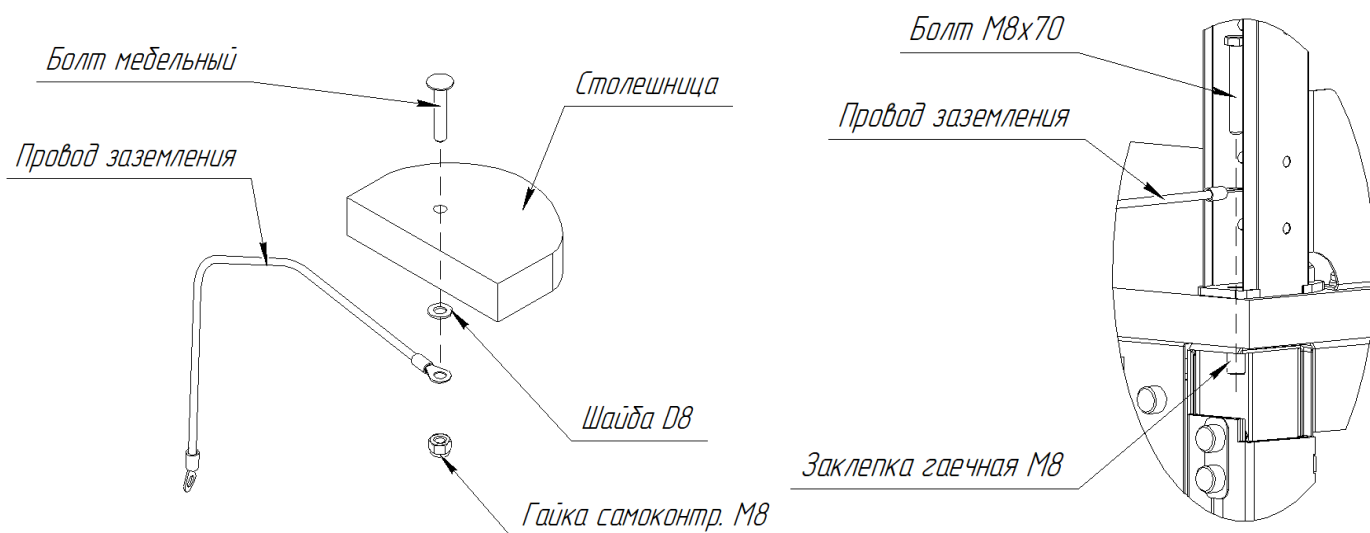 Болт мебельный
Столешница
Провод заземления
Шайба D8
Гайка самоконтр. М8
Болт М8х70
Провод заземления
Заклепка гаечная М8